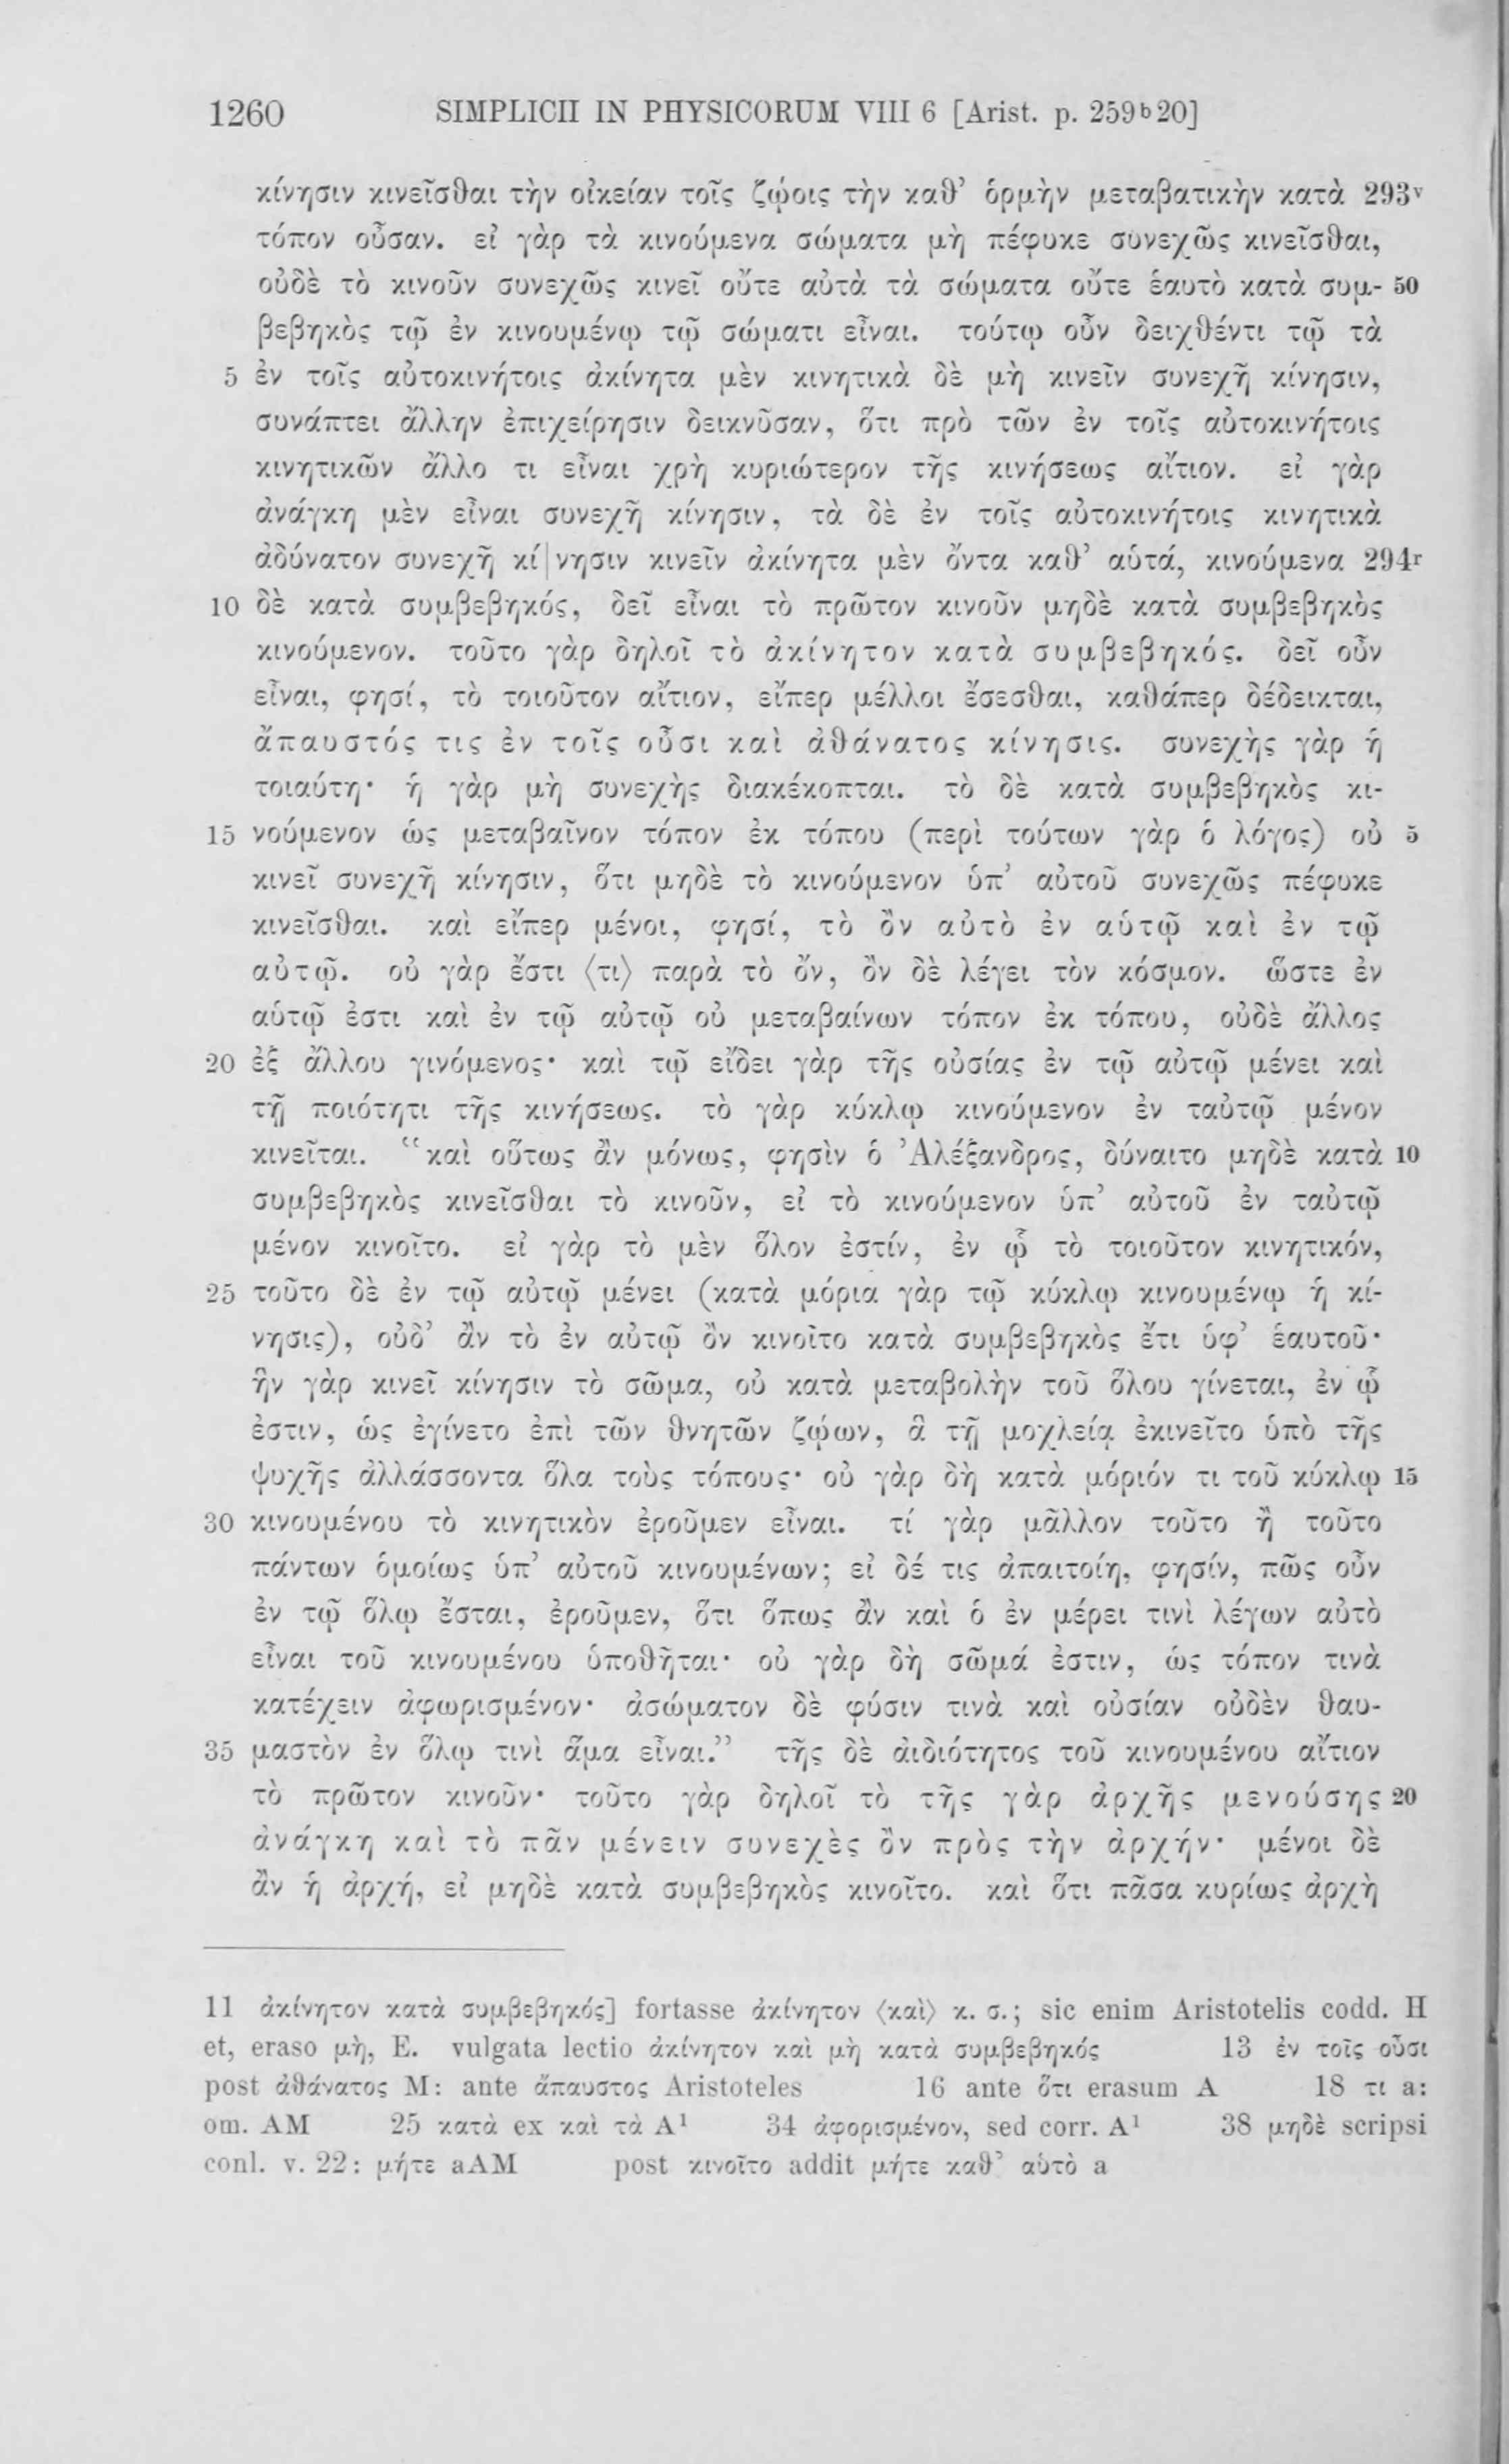 1260 SIMPLICII IN PHYSICORUM VIII 6 [Arist. p. 259b20]
κίνησιν κινεῖσθαι τὴν οἰκείαν τοῖς ζῴοις τὴν καθ’ ὁρμὴν μεταβατικὴν κατὰ 293v
τόπον οὖσαν. εἰ γὰρ τὰ κινούμενα σώματα μὴ πέφυκε συνεχῶς κινεῖσθαι,
οὐδὲ τὸ κινοῦν συνεχῶς κινεῖ οὔτε αὐτὰ τὰ σώματα οὔτε ἑαυτὸ κατὰ συμ- 50
βεβηκὸς τῷ ἐν κινουμένῳ τῷ σώματι εἶναι. τούτῳ οὖν δειχθέντι τῷ τὰ
5 ἐν τοῖς αὐτοκινήτοις ἀκίνητα μὲν κινητικὰ δὲ μὴ κινεῖν συνεχῆ κίνησιν,
συνάπτει ἄλλην ἐπιχείρησιν δεικνῦσαν, ὅτι πρὸ τῶν ἐν τοῖς αὐτοκινήτοις
κινητικῶν ἄλλο τι εἶναι χρὴ κυριώτερον τῆς κινήσεως αἴτιον. εἰ γὰρ
ἀνάγκη μὲν εἶναι συνεχῆ κίνησιν, τὰ δὲ ἐν τοῖς αὐτοκινήτοις κινητικὰ
ἀδύνατον συνεχῆ κί|νησιν κινεῖν ἀκίνητα μὲν ὄντα καθ’ αὑτά, κινούμενα 294r
10 δὲ κατὰ συμβεβηκός, δεῖ εἶναι τὸ πρῶτον κινοῦν μηδὲ κατὰ συμβεβηκὸς
κινούμενον. τοῦτο γὰρ δηλοῖ τὸ ἀκίνητον κατὰ συμβεβηκός. δεῖ οὖν
εἶναι, φησί, τὸ τοιοῦτον αἴτιον, εἴπερ μέλλοι ἔσεσθαι, καθάπερ δέδεικται,
ἄπαυστός τις ἐν τοῖς οὖσι καὶ ἀθάνατος κίνησις. συνεχὴς γὰρ ἡ
τοιαύτη· ἡ γὰρ μὴ συνεχὴς διακέκοπται. τὸ δὲ κατὰ συμβεβηκὸς κι-
15 νούμενον ὡς μεταβαῖνον τόπον ἐκ τόπου (περὶ τούτων γὰρ ὁ λόγος) οὐ 5
κινεῖ συνεχῆ κίνησιν, ὅτι μηδὲ τὸ κινούμενον ὑπ’ αὐτοῦ συνεχῶς πέφυκε
κινεῖσθαι. καὶ εἴπερ μένοι, φησί, τὸ ὂν αὐτὸ ἐν αὑτῷ καὶ ἐν τῷ
αὐτῷ. οὐ γὰρ ἔστι ⟨τι⟩ παρὰ τὸ ὄν, ὂν δὲ λέγει τὸν κόσμον. ὥστε ἐν
αὑτῷ ἐστι καὶ ἐν τῷ αὐτῷ οὐ μεταβαίνων τόπον ἐκ τόπου, οὐδὲ ἄλλος
20 ἐξ ἄλλου γινόμενος· καὶ τῷ εἴδει γὰρ τῆς οὐσίας ἐν τῷ αὐτῷ μένει καὶ
τῇ ποιότητι τῆς κινήσεως. τὸ γὰρ κύκλῳ κινούμενον ἐν ταὐτῷ μένον
κινεῖται. “καὶ οὕτως ἂν μόνως, φησὶν ὁ Ἀλέξανδρος, δύναιτο μηδὲ κατὰ 10
συμβεβηκὸς κινεῖσθαι τὸ κινοῦν, εἰ τὸ κινούμενον ὑπ’ αὐτοῦ ἐν ταὐτῷ
μένον κινοῖτο. εἰ γὰρ τὸ μὲν ὅλον ἐστίν, ἐν ᾧ τὸ τοιοῦτον κινητικόν,
25 τοῦτο δὲ ἐν τῷ αὐτῷ μένει (κατὰ μόρια γὰρ τῷ κύκλῳ κινουμένῳ ἡ κί-
νησις), οὐδ’ ἂν τὸ ἐν αὐτῷ ὂν κινοῖτο κατὰ συμβεβηκὸς ἔτι ὑφ’ ἑαυτοῦ·
ἣν γὰρ κινεῖ κίνησιν τὸ σῶμα, οὐ κατὰ μεταβολὴν τοῦ ὅλου γίνεται, ἐν ᾧ
ἐστιν, ὡς ἐγίνετο ἐπὶ τῶν θνητῶν ζῴων, ἃ τῇ μοχλείᾳ ἐκινεῖτο ὑπὸ τῆς
ψυχῆς ἀλλάσσοντα ὅλα τοὺς τόπους· οὐ γὰρ δὴ κατὰ μόριόν τι τοῦ κύκλῳ 15
30 κινουμένου τὸ κινητικὸν ἐροῦμεν εἶναι. τί γὰρ μᾶλλον τοῦτο ἢ τοῦτο
πάντων ὁμοίως ὑπ’ αὐτοῦ κινουμένων; εἰ δέ τις ἀπαιτοίη, φησίν, πῶς οὖν
ἐν τῷ ὅλῳ ἔσται, ἐροῦμεν, ὅτι ὅπως ἂν καὶ ὁ ἐν μέρει τινὶ λέγων αὐτὸ
εἶναι τοῦ κινουμένου ὑποθῆται· οὐ γὰρ δὴ σῶμά ἐστιν, ὡς τόπον τινὰ
κατέχειν ἀφωρισμένον· ἀσώματον δὲ φύσιν τινὰ καὶ οὐσίαν οὐδὲν θαυ-
35 μαστὸν ἐν ὅλῳ τινὶ ἅμα εἶναι.” τῆς δὲ ἀιδιότητος τοῦ κινουμένου αἴτιον
τὸ πρῶτον κινοῦν· τοῦτο γὰρ δηλοῖ τὸ τῆς γὰρ ἀρχῆς μενούσης 20
ἀνάγκη καὶ τὸ πᾶν μένειν συνεχὲς ὂν πρὸς τὴν ἀρχήν· μένοι δὲ
ἂν ἡ ἀρχή, εἰ μηδὲ κατὰ συμβεβηκὸς κινοῖτο. καὶ ὅτι πᾶσα κυρίως ἀρχὴ
11 ἀκίνητον κατὰ συμβεβηκός] fortasse ἀκίνητον ⟨καὶ⟩ κ. σ.; sic enim Aristotelis codd. H
et, eraso μὴ, E. vulgata lectio ἀκίνητον καὶ μὴ κατὰ συμβεβηκός 13 ἐν τοῖς οὖσι
post ἀθάνατος M: ante ἄπαυστος Aristoteles 16 ante ὅτι erasum A 18 τι a:
om. AM 25 κατὰ ex καὶ τὰ A¹ 34 ἀφορισμένον, sed corr. A¹ 38 μηδὲ scripsi
conl. v. 22: μήτε aAM post κινοῖτο addit μήτε καθ’ αὑτὸ a